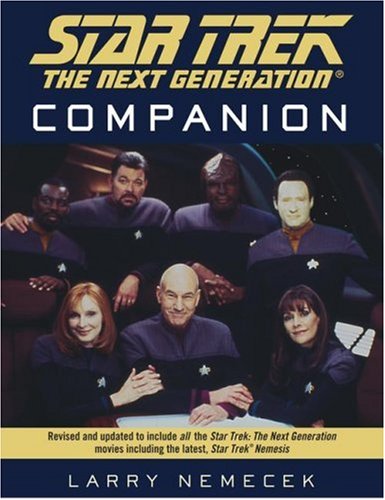 STAR TREK
THE NEXT GENERATION®
COMPANION
Revised and updated to include all the Star Trek: The Next Generation
movies including the latest, Star Trek® Nemesis
LARRY NEMECEK